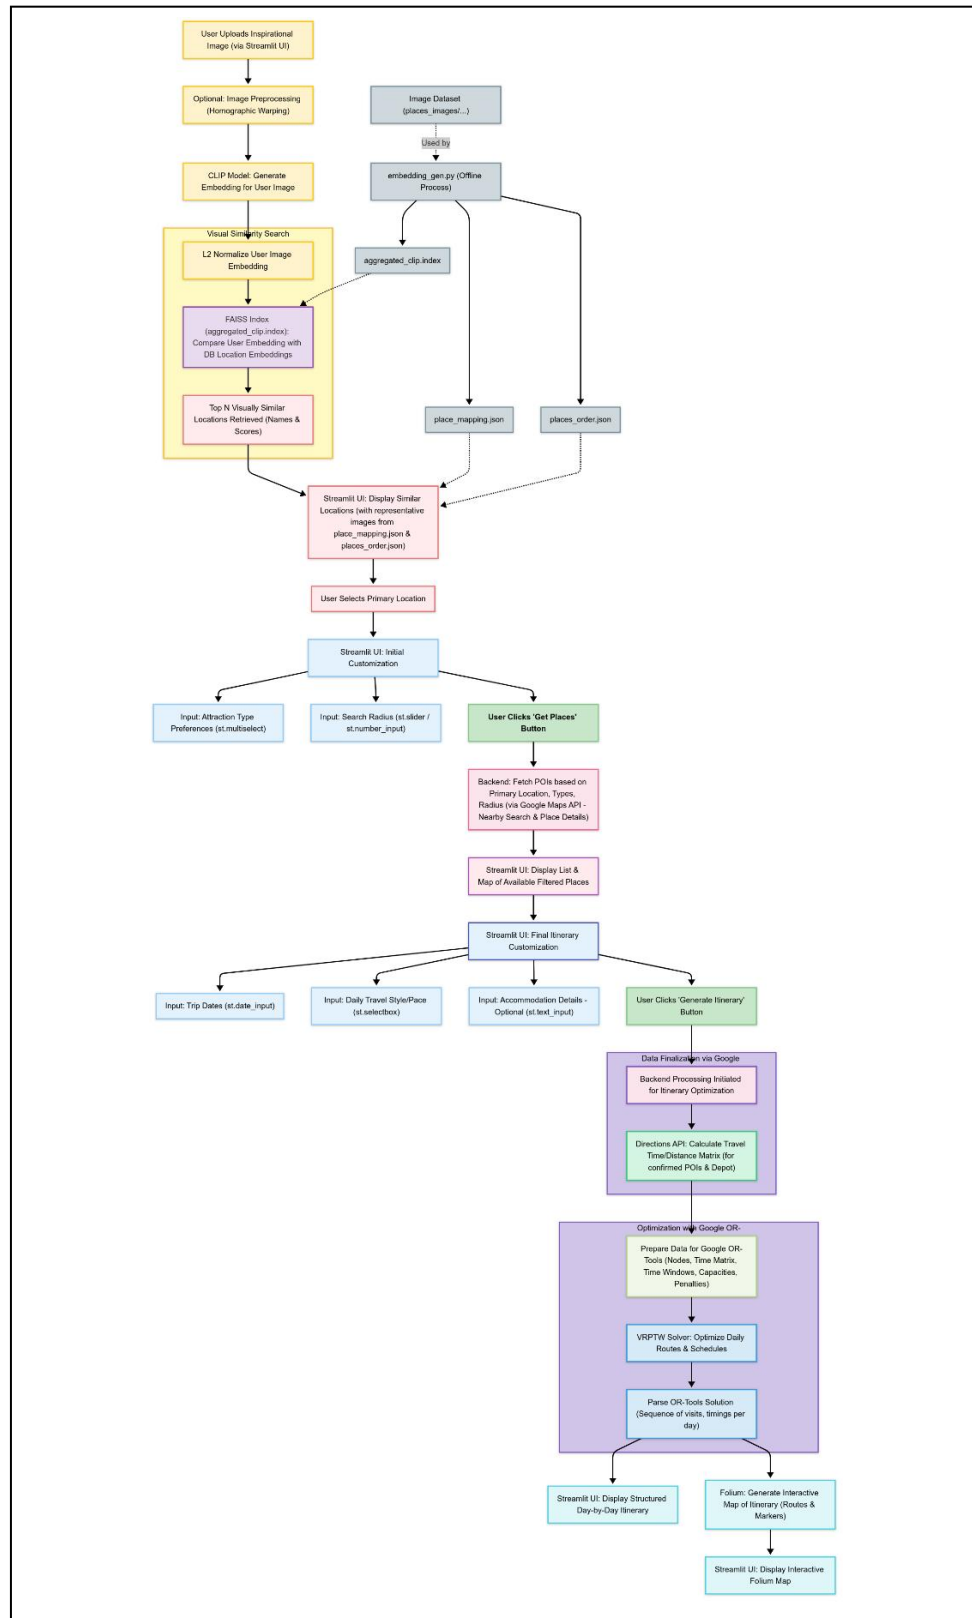 User Uploads Inspirational
Image (via Streamlit UI)
Optional: Image Preprocessing
(Homographic Warping)
Image Dataset
(places_images/...)
Used by
CLIP Model: Generate
Embedding for User Image
embedding_gen.py (Offline
Process)
Visual Similarity Search
L2 Normalize User Image
Embedding
aggregated_clip.index
FAISS Index
(aggregated_clip.index):
Compare User Embedding with
DB Location Embeddings
Top N Visually Similar
Locations Retrieved (Names &
Scores)
place_mapping.json
places_order.json
Streamlit UI: Display Similar
Locations (with representative
images from
place_mapping.json &
places_order.json)
User Selects Primary Location
Streamlit UI: Initial
Customization
Input: Attraction Type
Preferences (st.multiselect)
Input: Search Radius (st.slider /
st.number_input)
User Clicks 'Get Places'
Button
Backend: Fetch POIs based on
Primary Location, Types,
Radius (via Google Maps API -
Nearby Search & Place Details)
Streamlit UI: Display List &
Map of Available Filtered Places
Streamlit UI: Final Itinerary
Customization
Input: Trip Dates (st.date_input)
Input: Daily Travel Style/Pace
(st.selectbox)
Input: Accommodation Details -
Optional (st.text_input)
User Clicks 'Generate Itinerary'
Button
Data Finalization via Google
Backend Processing Initiated
for Itinerary Optimization
Directions API: Calculate Travel
Time/Distance Matrix (for
confirmed POIs & Depot)
Optimization with Google OR-
Prepare Data for Google OR-
Tools (Nodes, Time Matrix,
Time Windows, Capacities,
Penalties)
VRPTW Solver: Optimize Daily
Routes & Schedules
Parse OR-Tools Solution
(Sequence of visits, timings per
day)
Streamlit UI: Display Structured
Day-by-Day Itinerary
Folium: Generate Interactive
Map of Itinerary (Routes &
Markers)
Streamlit UI: Display Interactive
Folium Map